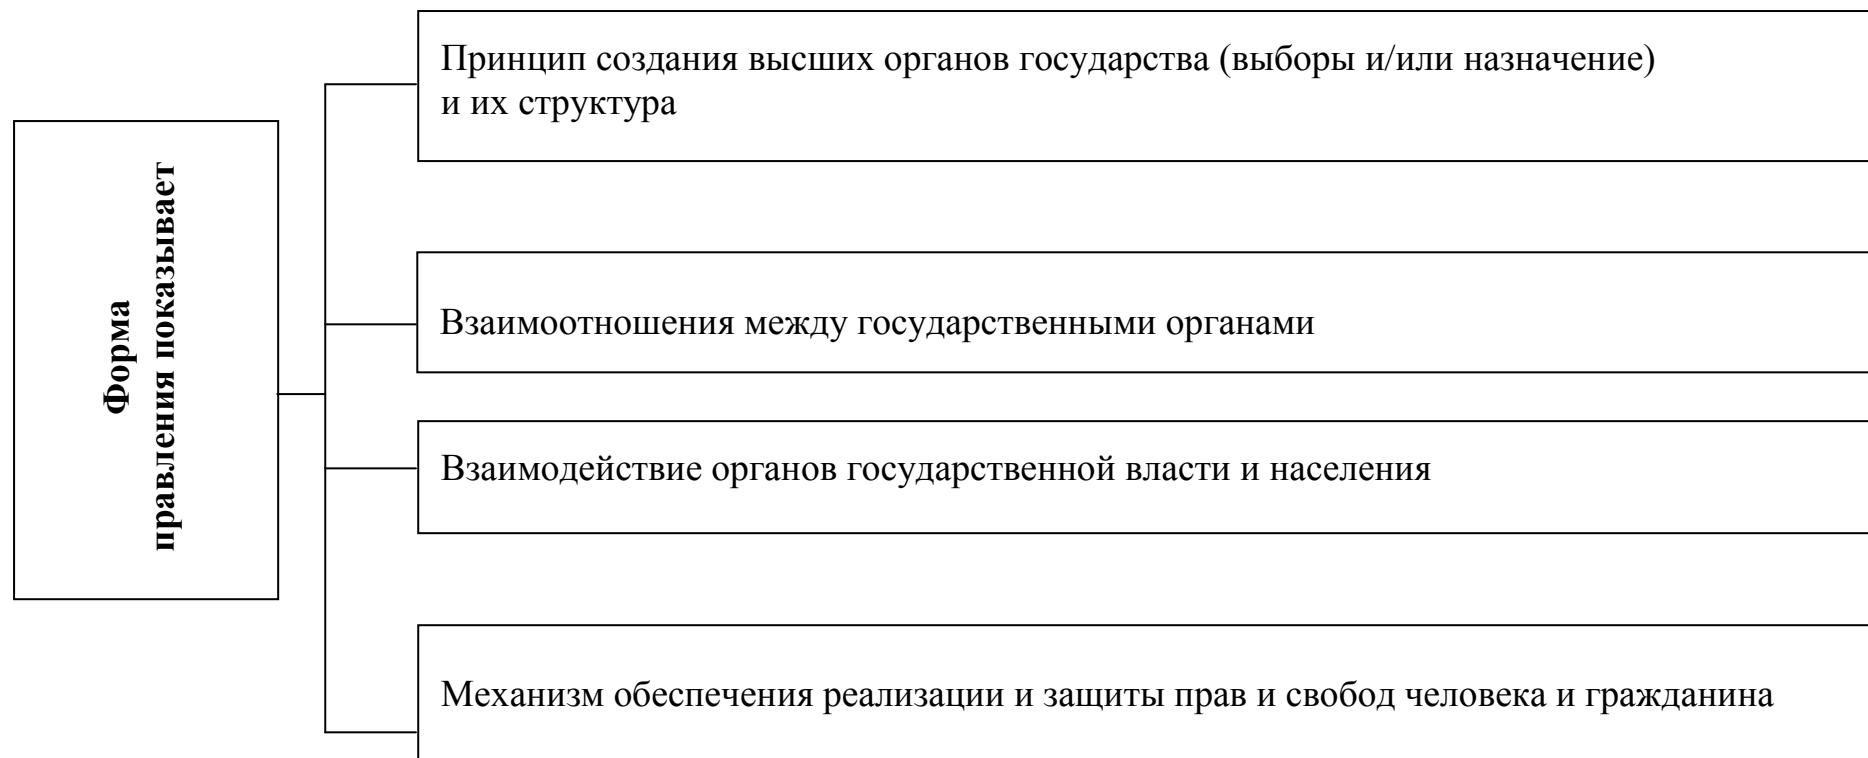 Форма
правления показывает
Принцип создания высших органов государства (выборы и/или назначение)
и их структура
Взаимоотношения между государственными органами
Взаимодействие органов государственной власти и населения
Механизм обеспечения реализации и защиты прав и свобод человека и гражданина